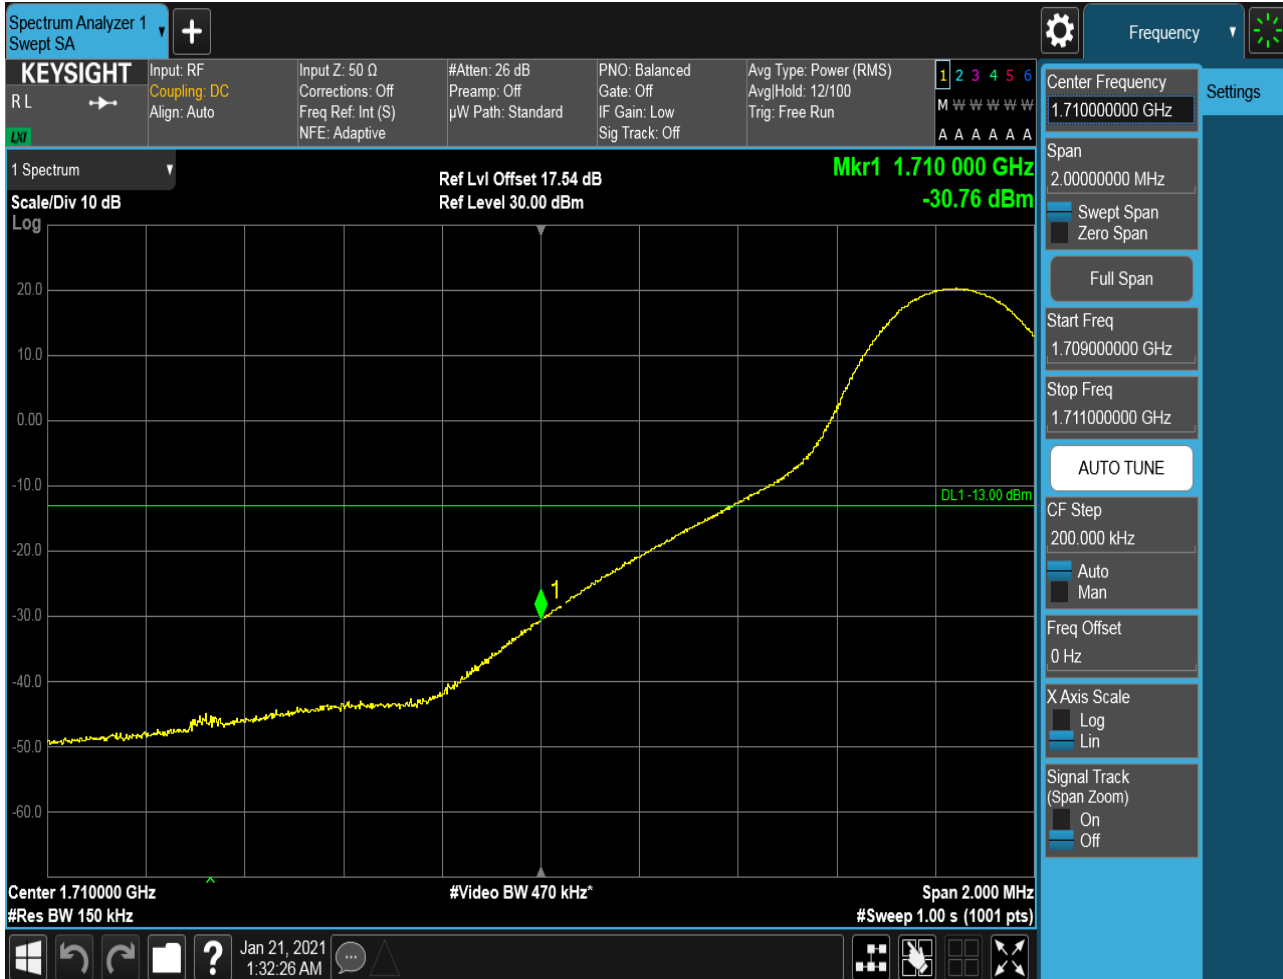 Spectrum Analyzer 1
Swept SA
+
Frequency
KEYSIGHT
R L
LXI
Input: RF
Coupling: DC
Align: Auto
Input Z: 50 Ω
Corrections: Off
Freq Ref: Int (S)
NFE: Adaptive
#Atten: 26 dB
Preamp: Off
µW Path: Standard
PNO: Balanced
Gate: Off
IF Gain: Low
Sig Track: Off
Avg Type: Power (RMS)
Avg|Hold: 12/100
Trig: Free Run
1 2 3 4 5 6
M W W W W W
A A A A A A
1 Spectrum
Scale/Div 10 dB
Log
Ref Lvl Offset 17.54 dB
Ref Level 30.00 dBm
Mkr1 1.710 000 GHz
-30.76 dBm
20.0
10.0
0.00
-10.0
DL1 -13.00 dBm
-20.0
1
-30.0
-40.0
-50.0
-60.0
Center 1.710000 GHz
#Video BW 470 kHz*
Span 2.000 MHz
#Res BW 150 kHz
#Sweep 1.00 s (1001 pts)
Center Frequency
1.710000000 GHz
Settings
Span
2.00000000 MHz
Swept Span
Zero Span
Full Span
Start Freq
1.709000000 GHz
Stop Freq
1.711000000 GHz
AUTO TUNE
CF Step
200.000 kHz
Auto
Man
Freq Offset
0 Hz
X Axis Scale
Log
Lin
Signal Track
(Span Zoom)
On
Off
?
Jan 21, 2021
1:32:26 AM